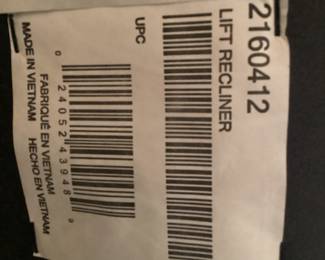 2160412
LIFT RECLINER
UPC
0 24052 43948 9
MADE IN VIETNAM
FABRIQUÉ EN VIETNAM
HECHO EN VIETNAM